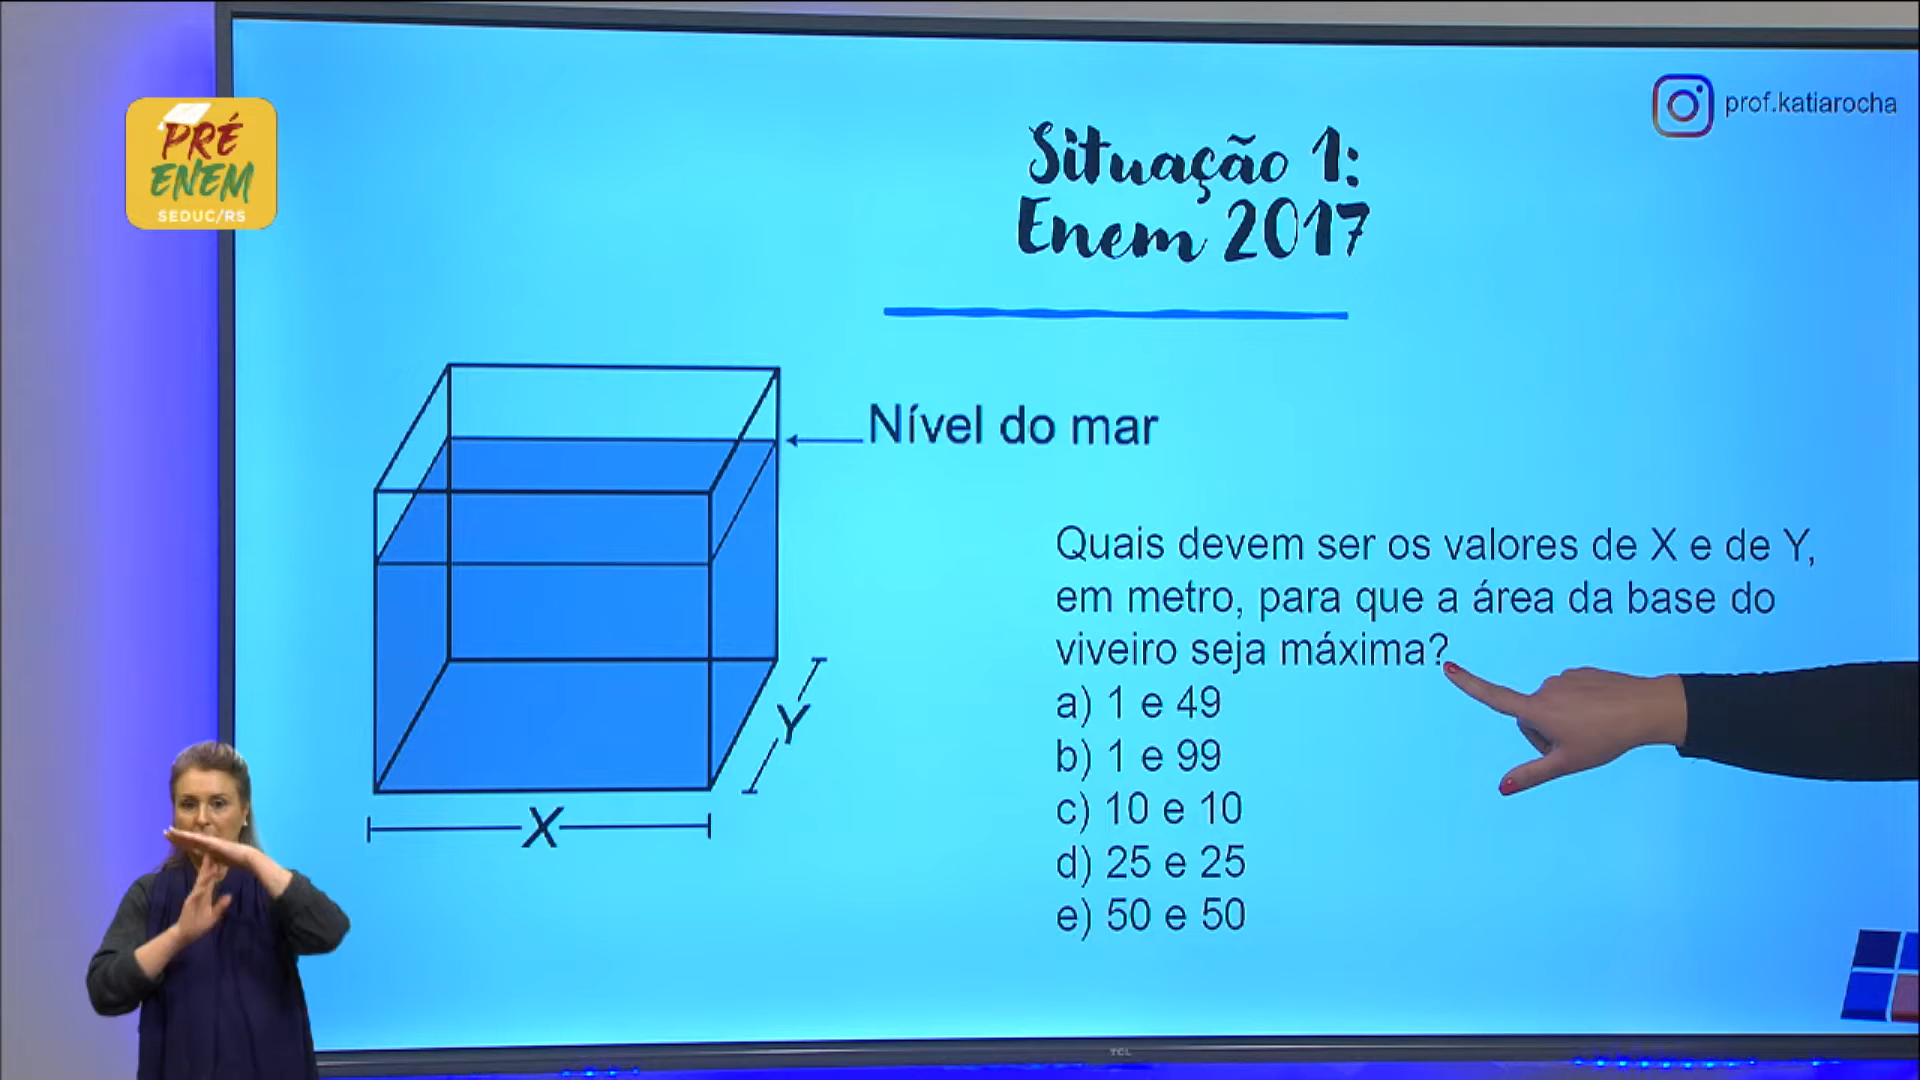 PRÉ
ENEM
SEDUC/RS
prof.katiarocha
Situação 1:
Enem 2017
Nível do mar
Quais devem ser os valores de X e de Y,
em metro, para que a área da base do
viveiro seja máxima?
a) 1 e 49
b) 1 e 99
c) 10 e 10
d) 25 e 25
e) 50 e 50
Y
X
TCL